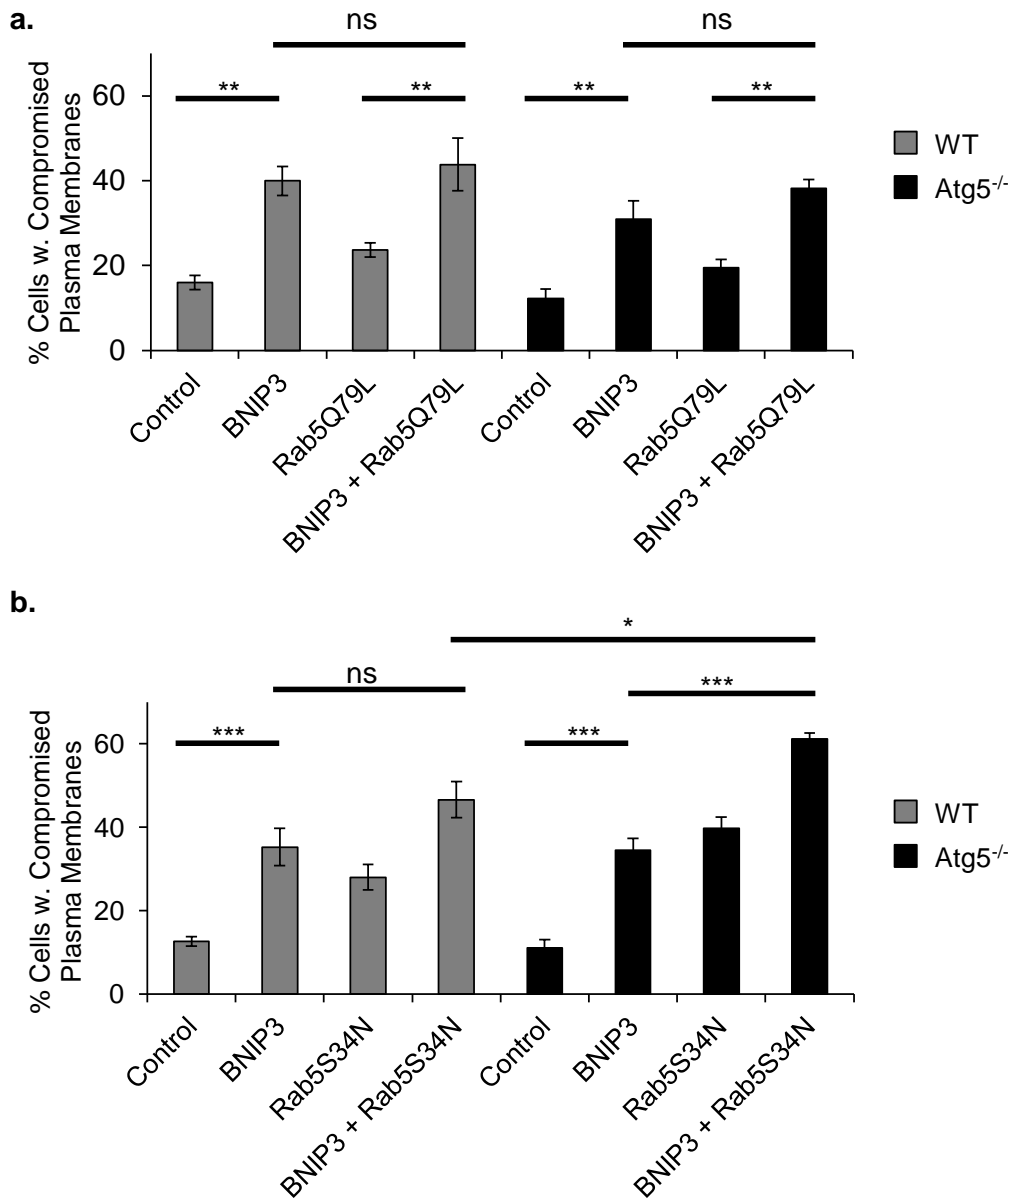 a.
ns
ns
**
**
**
**
% Cells w. Compromised
Plasma Membranes
60
40
20
0
WT
Atg5-/-
Control
BNIP3
Rab5Q79L
BNIP3 + Rab5Q79L
Control
BNIP3
Rab5Q79L
BNIP3 + Rab5Q79L
b.
*
ns
***
***
***
% Cells w. Compromised
Plasma Membranes
60
40
20
0
WT
Atg5-/-
Control
BNIP3
Rab5S34N
BNIP3 + Rab5S34N
Control
BNIP3
Rab5S34N
BNIP3 + Rab5S34N